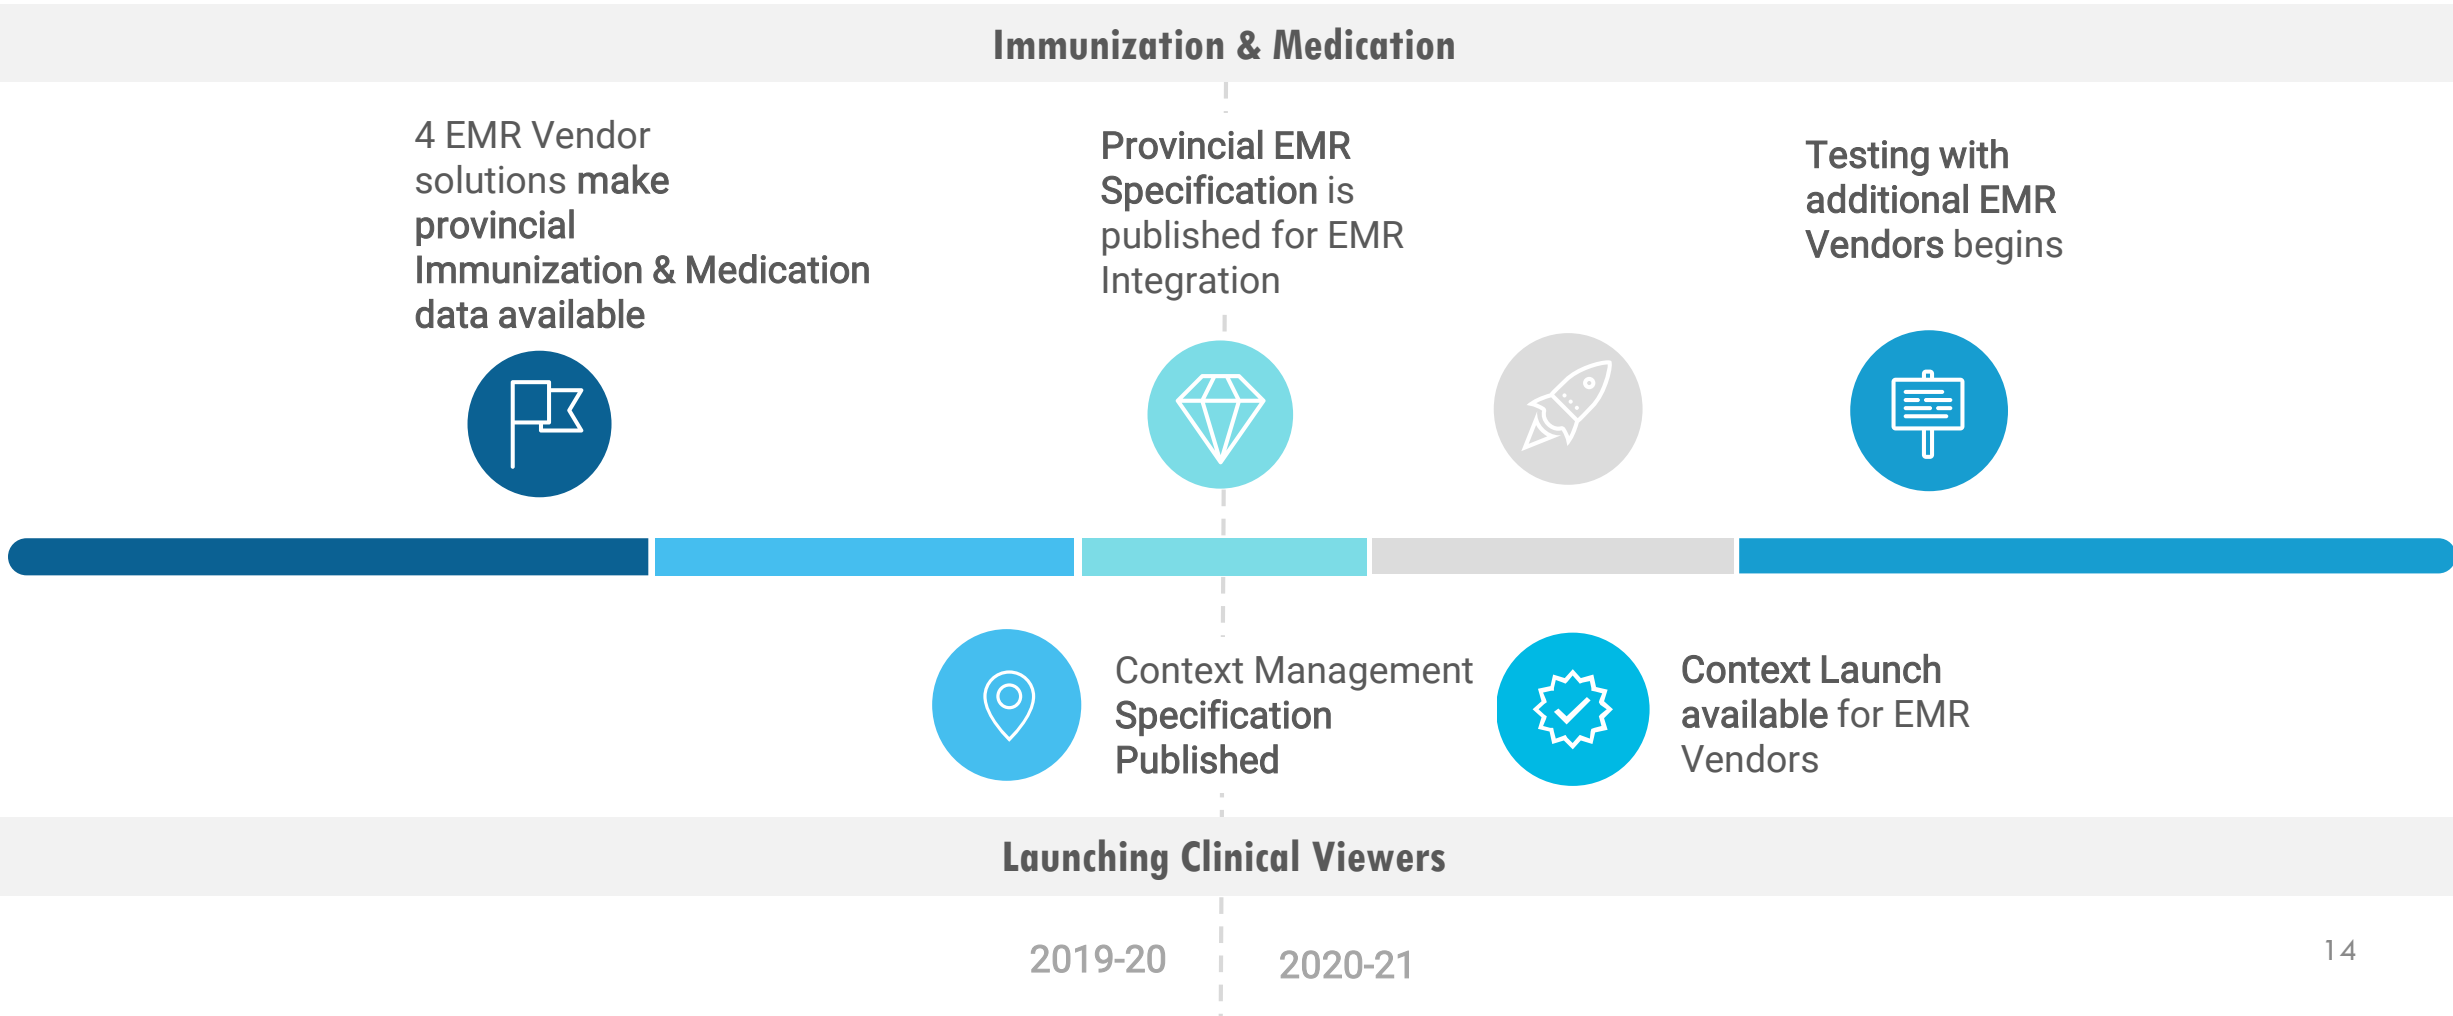 Immunization & Medication
4 EMR Vendor
solutions make
provincial
Immunization & Medication
data available
Provincial EMR
Specification is
published for EMR
Integration
Testing with
additional EMR
Vendors begins
Context Management
Specification
Published
Context Launch
available for EMR
Vendors
Launching Clinical Viewers
2019-20
2020-21
14